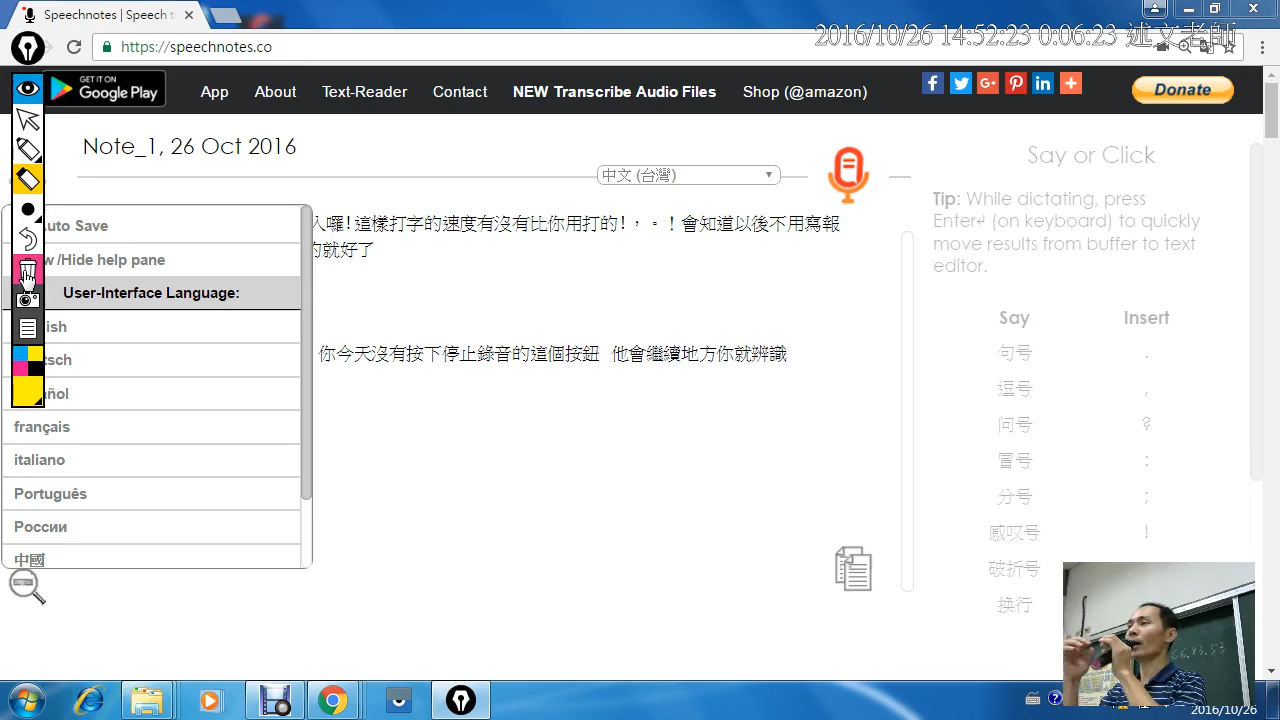 Speechnotes | Speech t
2016/10/26 14:52:23 0:06:23 述文老師
https://speechnotes.co
GET IT ON
Google Play
App About Text-Reader Contact NEW Transcribe Audio Files Shop (@amazon)
Donate
Note_1, 26 Oct 2016
中文 (台灣)
入囉!這樣打字的速度有沒有比你用打的!，。！會知道以後不用寫報
的就好了
你今天沒有按下停止錄音的這個按鈕 他會繼續地方你就辨識
uto Save
w /Hide help pane
User-Interface Language:
ish
tsch
añol
français
italiano
Português
России
中國
Say or Click
Tip: While dictating, press
Enter↵ (on keyboard) to quickly
move results from buffer to text
editor.
Say Insert
句号 .
逗号 ,
问号 ?
冒号 :
分号 ;
感叹号 !
破折号
换行
66.83.53
2016/10/26